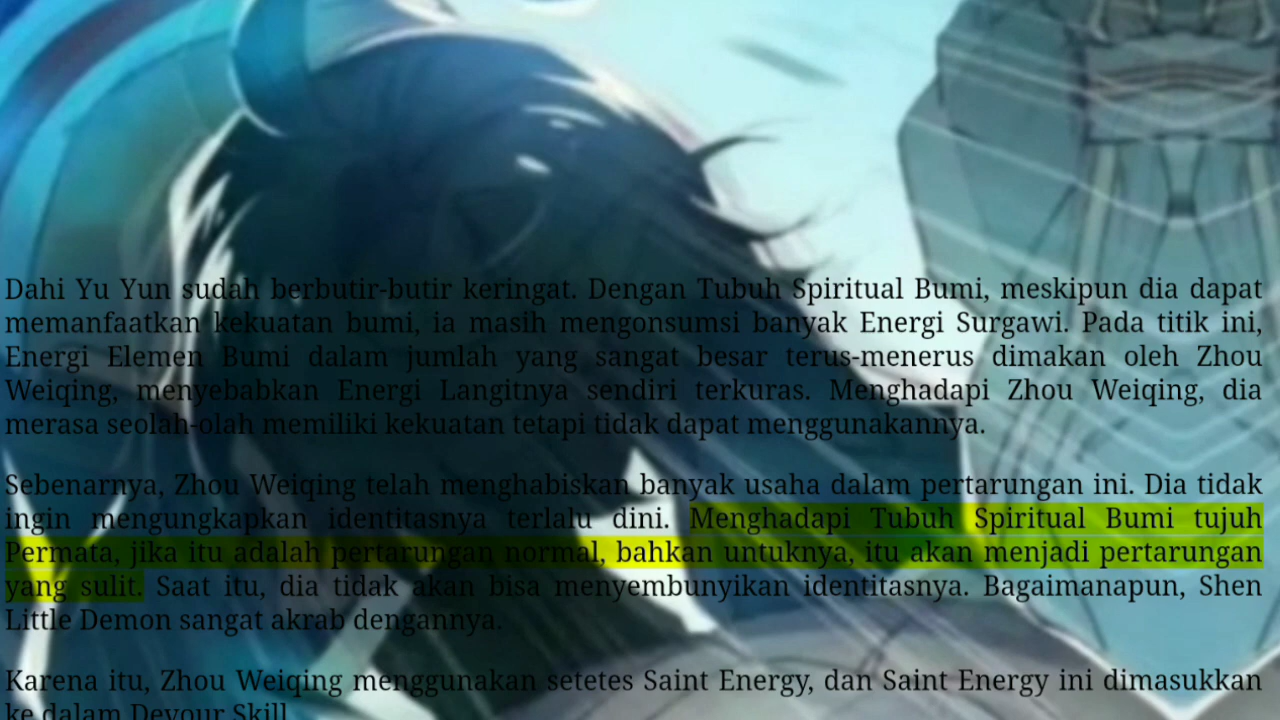 Dahi Yu Yun sudah berbutir-butir keringat. Dengan Tubuh Spiritual Bumi, meskipun dia dapat
memanfaatkan kekuatan bumi, ia masih mengonsumsi banyak Energi Surgawi. Pada titik ini,
Energi Elemen Bumi dalam jumlah yang sangat besar terus-menerus dimakan oleh Zhou
Weiqing, menyebabkan Energi Langitnya sendiri terkuras. Menghadapi Zhou Weiqing, dia
merasa seolah-olah memiliki kekuatan tetapi tidak dapat menggunakannya.
Sebenarnya, Zhou Weiqing telah menghabiskan banyak usaha dalam pertarungan ini. Dia tidak
ingin mengungkapkan identitasnya terlalu dini. Menghadapi Tubuh Spiritual Bumi tujuh
Permata, jika itu adalah pertarungan normal, bahkan untuknya, itu akan menjadi pertarungan
yang sulit. Saat itu, dia tidak akan bisa menyembunyikan identitasnya. Bagaimanapun, Shen
Little Demon sangat akrab dengannya.
Karena itu, Zhou Weiqing menggunakan setetes Saint Energy, dan Saint Energy ini dimasukkan
ke dalam Devour Skill